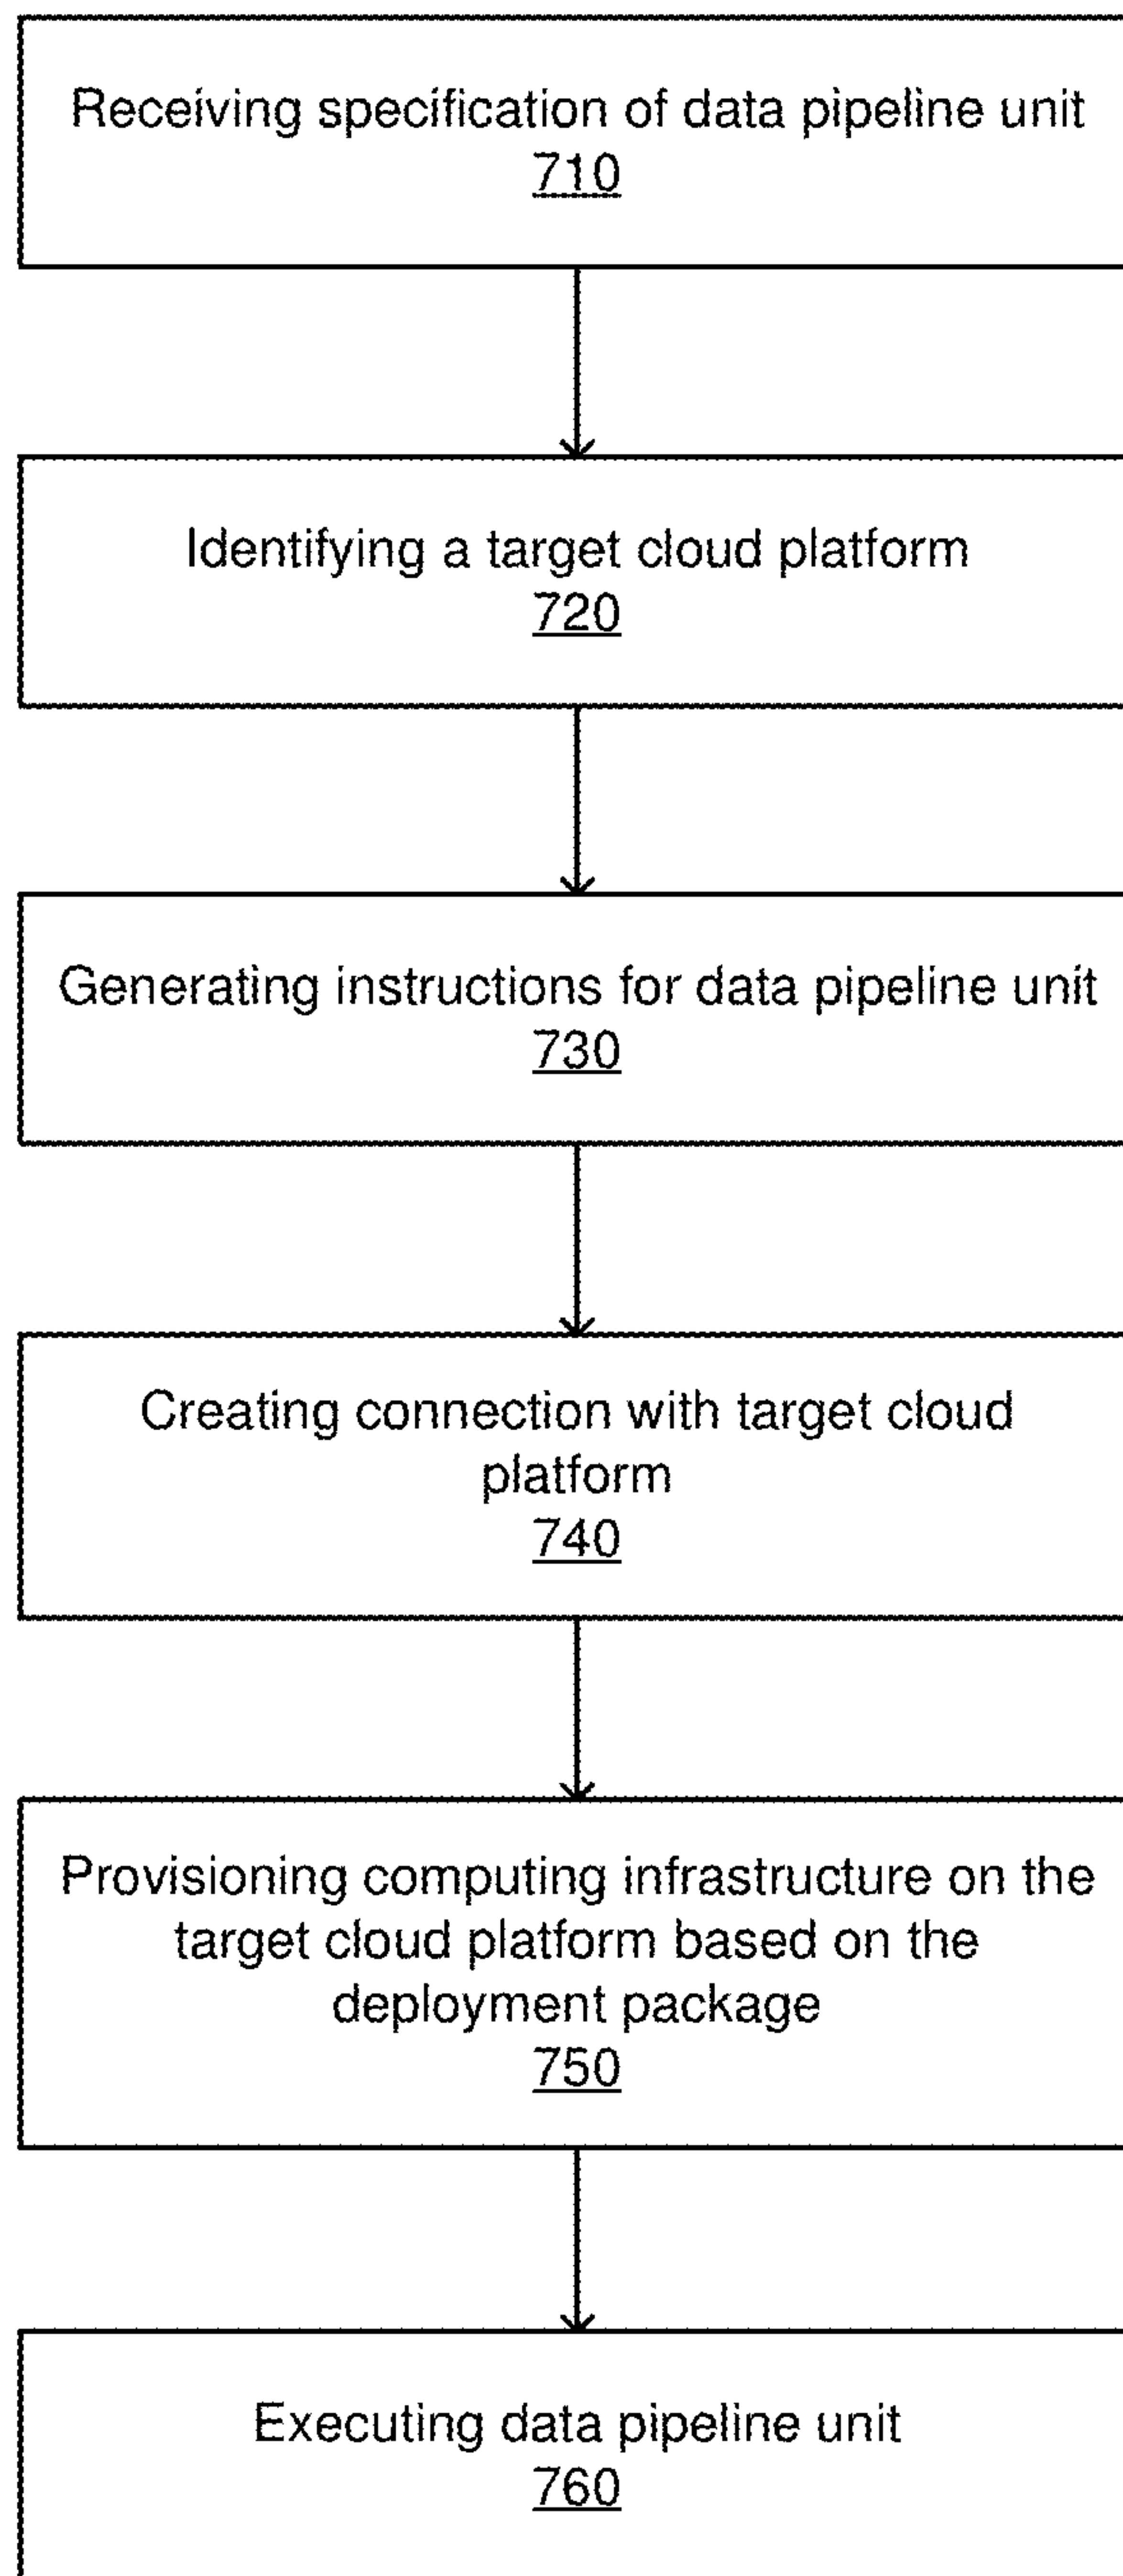 Receiving specification of data pipeline unit
710
Identifying a target cloud platform
720
Generating instructions for data pipeline unit
730
Creating connection with target cloud
platform
740
Provisioning computing infrastructure on the
target cloud platform based on the
deployment package
750
Executing data pipeline unit
760